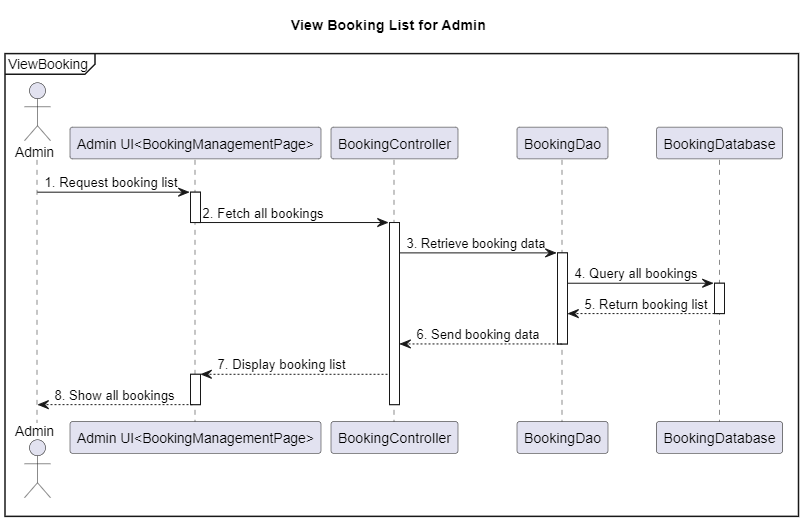 View Booking List for Admin
ViewBooking
Admin
Admin UI<BookingManagementPage>
BookingController
BookingDao
BookingDatabase
1. Request booking list
2. Fetch all bookings
3. Retrieve booking data
4. Query all bookings
5. Return booking list
6. Send booking data
7. Display booking list
8. Show all bookings
Admin
Admin UI<BookingManagementPage>
BookingController
BookingDao
BookingDatabase